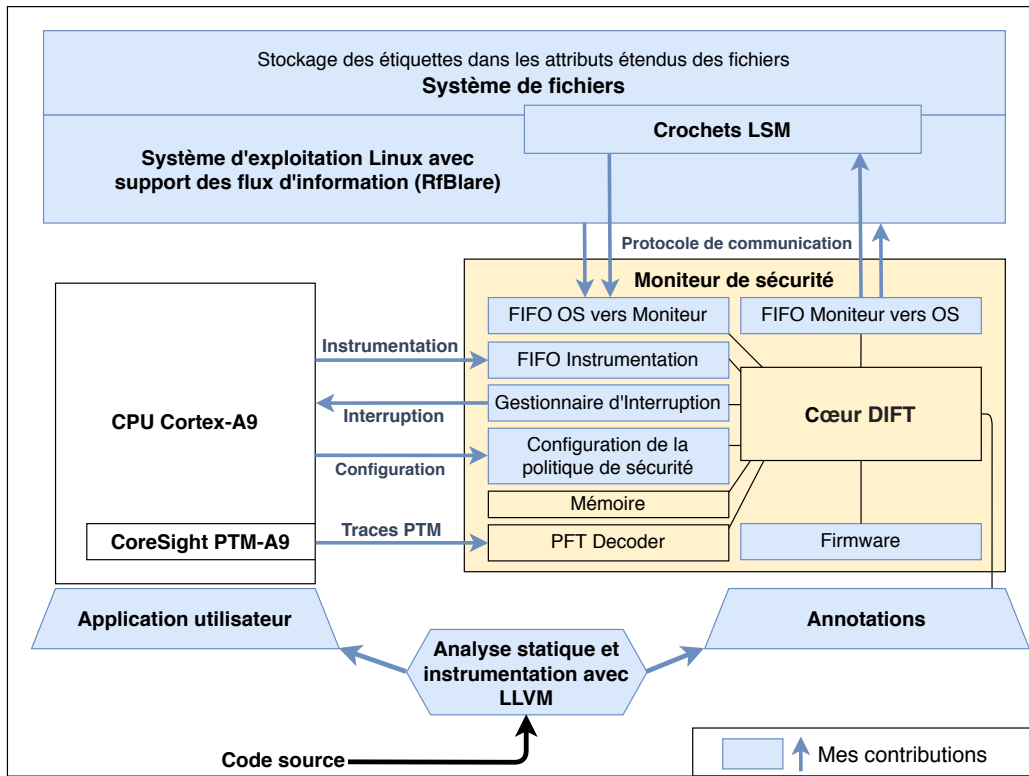 Stockage des étiquettes dans les attributs étendus des fichiers
Système de fichiers
Crochets LSM
Système d'exploitation Linux avec
support des flux d'information (RfBlare)
Protocole de communication
Moniteur de sécurité
FIFO OS vers Moniteur
FIFO Moniteur vers OS
Instrumentation
FIFO Instrumentation
Interruption
Gestionnaire d'Interruption
CPU Cortex-A9
Cœur DIFT
Configuration
Configuration de la
politique de sécurité
Mémoire
CoreSight PTM-A9
Traces PTM
PFT Decoder
Firmware
Application utilisateur
Annotations
Analyse statique et
instrumentation avec
LLVM
Code source
Mes contributions